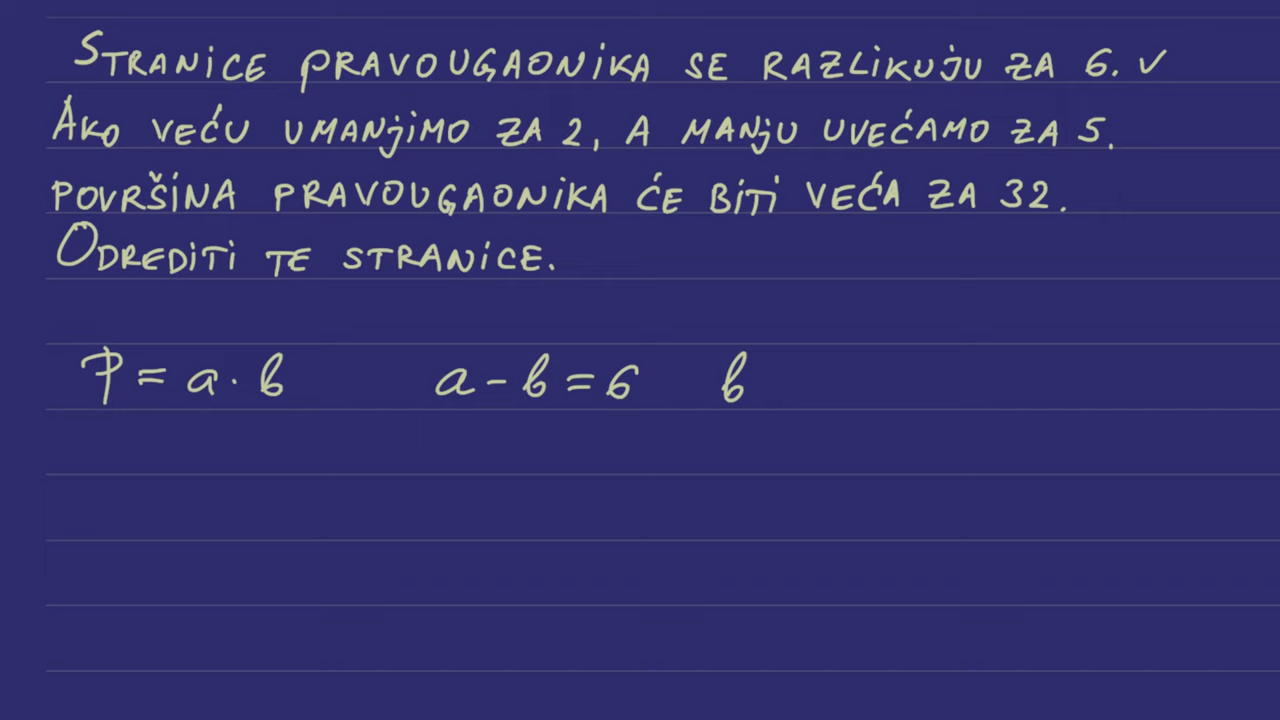 STRANICE PRAVOUGAONIKA SE RAZLIKUJU ZA 6. ✓
AKO VEĆU UMANJIMO ZA 2, A MANJU UVEĆAMO ZA 5.
POVRŠINA PRAVOUGAONIKA ĆE BITI VEĆA ZA 32.
ODREDITI TE STRANICE.
P = a · b a - b = 6 b